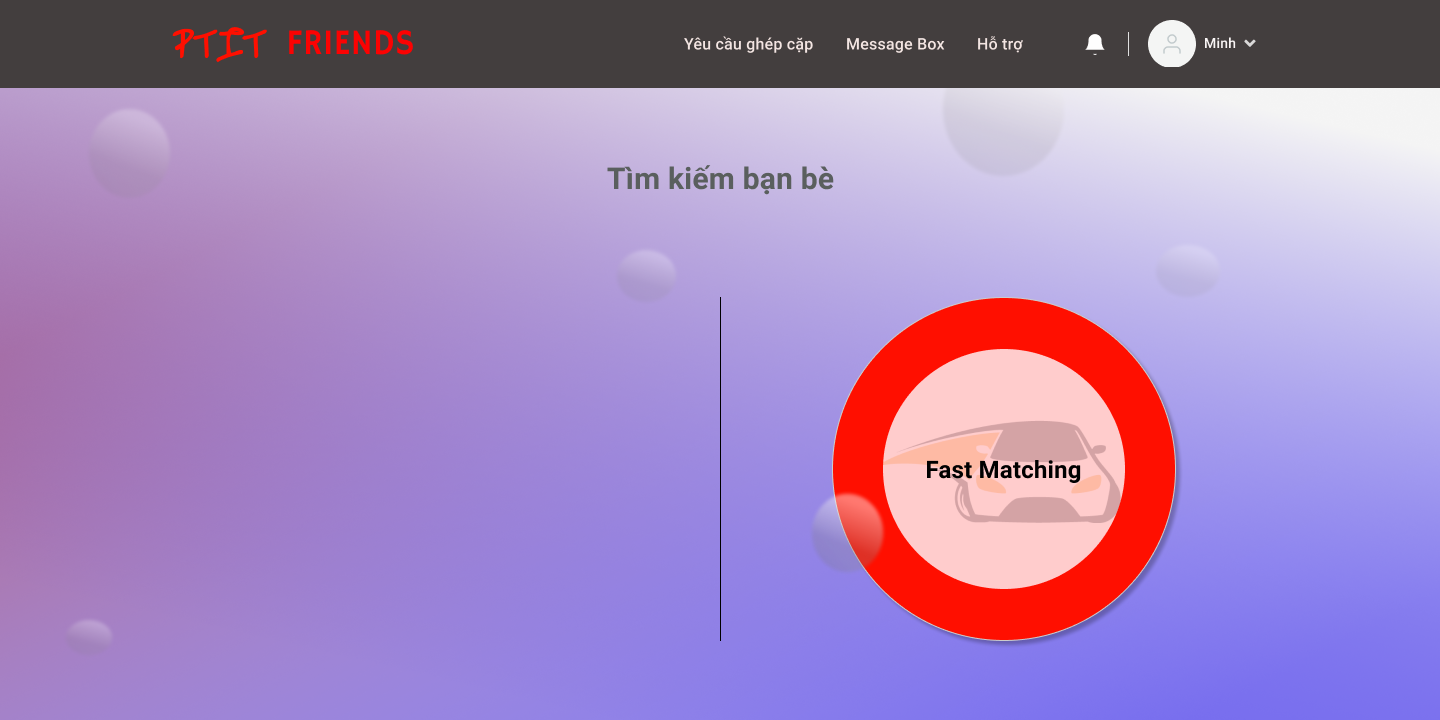 PTIT FRIENDS
Yêu cầu ghép cặp
Message Box
Hỗ trợ
Minh
Tìm kiếm bạn bè
Fast Matching